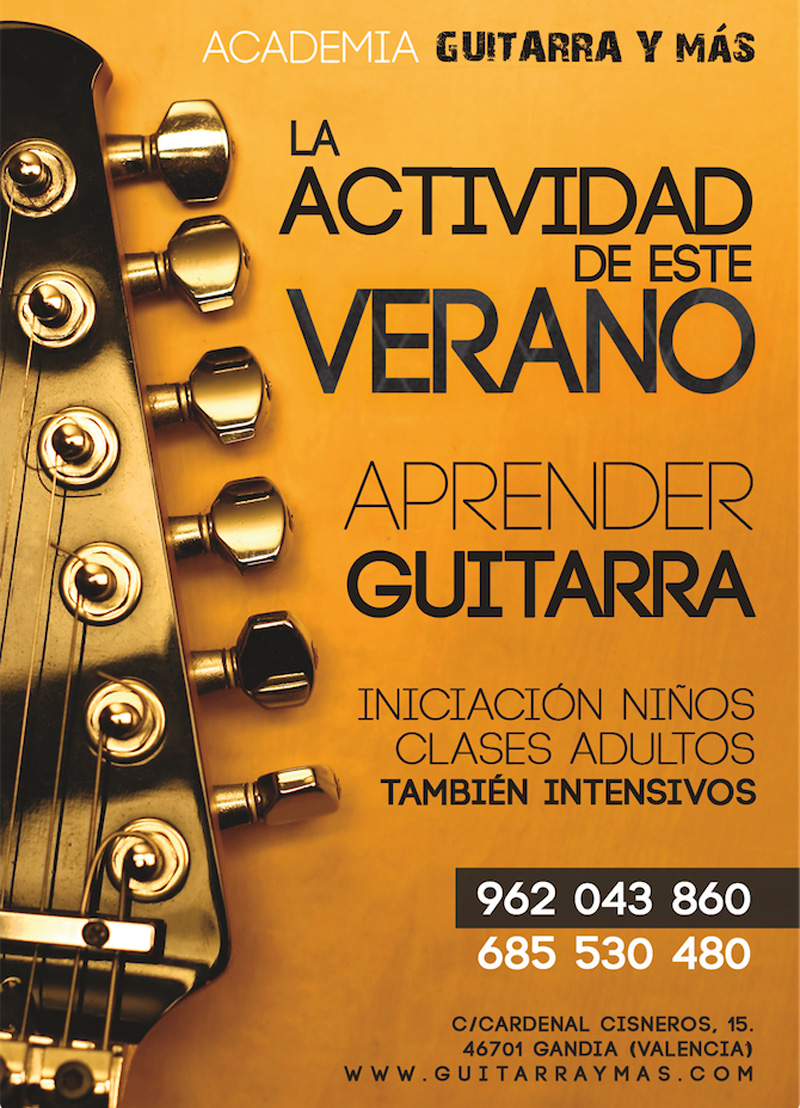 ACADEMIA GUITARRA Y MÁS
LA
ACTIVIDAD
DE ESTE
VERANO
APRENDER
GUITARRA
INICIACIÓN NIÑOS
CLASES ADULTOS
TAMBIÉN INTENSIVOS
962 043 860
685 530 480
C/CARDENAL CISNEROS, 15.
46701 GANDIA (VALENCIA)
WWW.GUITARRAYMAS.COM